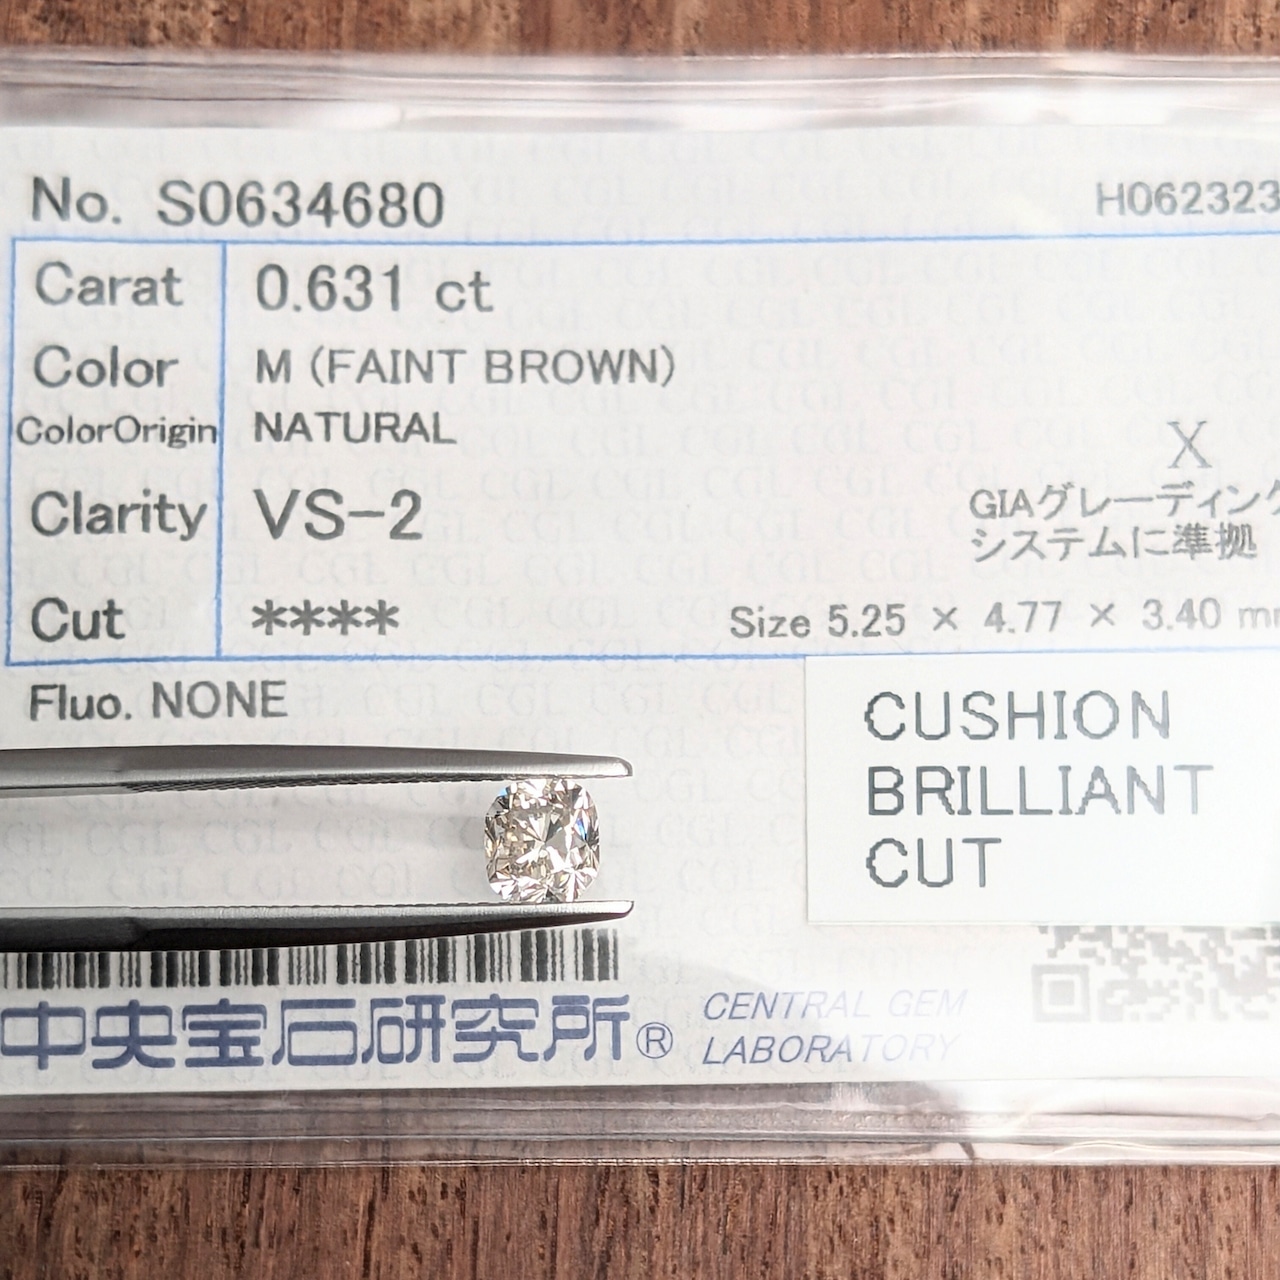 No. S0634680
H062323
Carat 0.631 ct
Color M (FAINT BROWN)
ColorOrigin NATURAL
X
Clarity VS-2
GIAグレーディング
システムに準拠
Cut ****
Size 5.25 × 4.77 × 3.40 mm
Fluo. NONE
CUSHION
BRILLIANT
CUT
中央宝石研究所®
CENTRAL GEM
LABORATORY